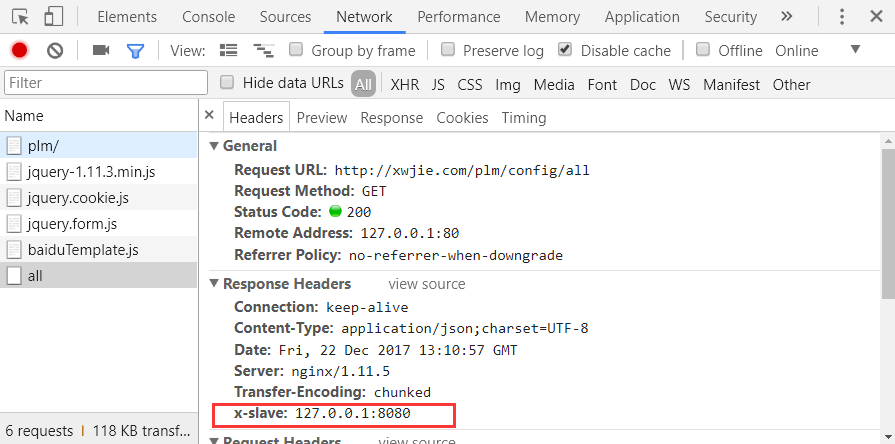 Elements Console Sources Network Performance Memory Application Security
View: Group by frame Preserve log Disable cache Offline Online
Filter Hide data URLs All XHR JS CSS Img Media Font Doc WS Manifest Other
Name
plm/
jquery-1.11.3.min.js
jquery.cookie.js
jquery.form.js
baiduTemplate.js
all
6 requests | 118 KB transf...
Headers Preview Response Cookies Timing
General
Request URL: http://xwjie.com/plm/config/all
Request Method: GET
Status Code: 200
Remote Address: 127.0.0.1:80
Referrer Policy: no-referrer-when-downgrade
Response Headers view source
Connection: keep-alive
Content-Type: application/json;charset=UTF-8
Date: Fri, 22 Dec 2017 13:10:57 GMT
Server: nginx/1.11.5
Transfer-Encoding: chunked
x-slave: 127.0.0.1:8080
Request Headers view source